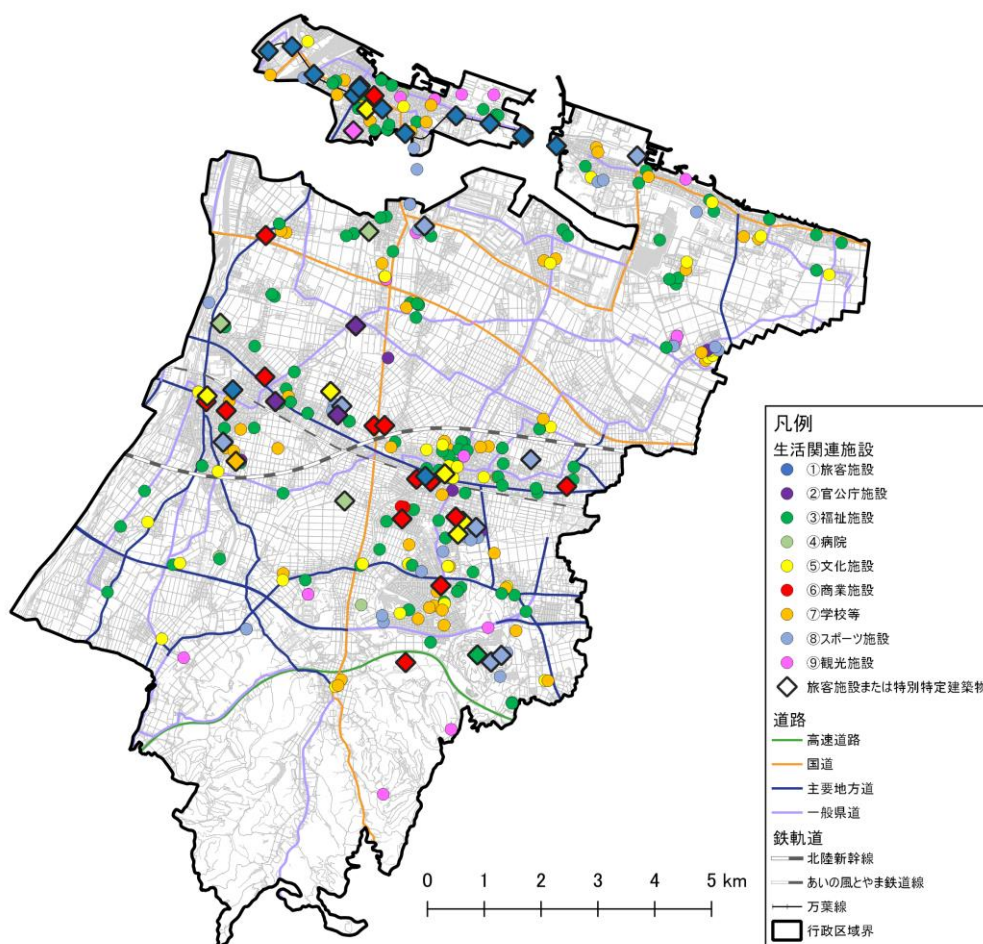 凡例
生活関連施設
①旅客施設
②官公庁施設
③福祉施設
④病院
⑤文化施設
⑥商業施設
⑦学校等
⑧スポーツ施設
⑨観光施設
旅客施設または特別特定建築物
道路
高速道路
国道
主要地方道
一般県道
鉄軌道
北陸新幹線
あいの風とやま鉄道線
万葉線
行政区域界
0 1 2 3 4 5 km